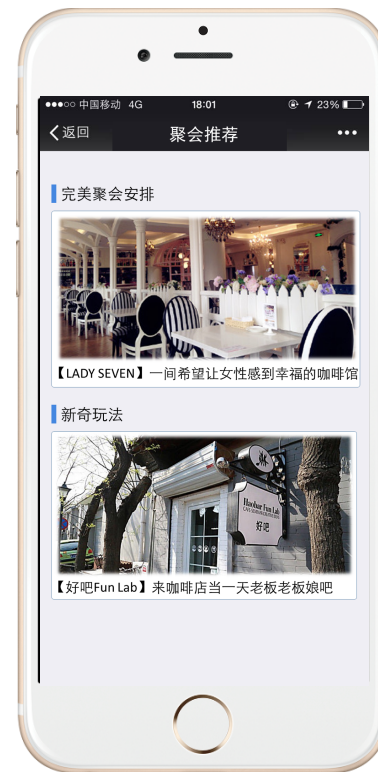 中国移动 4G 18:01 23%
返回 聚会推荐
完美聚会安排
【LADY SEVEN】一间希望让女性感到幸福的咖啡馆
新奇玩法
Haohar Fun Lab
好吧
【好吧Fun Lab】来咖啡店当一天老板老板娘吧